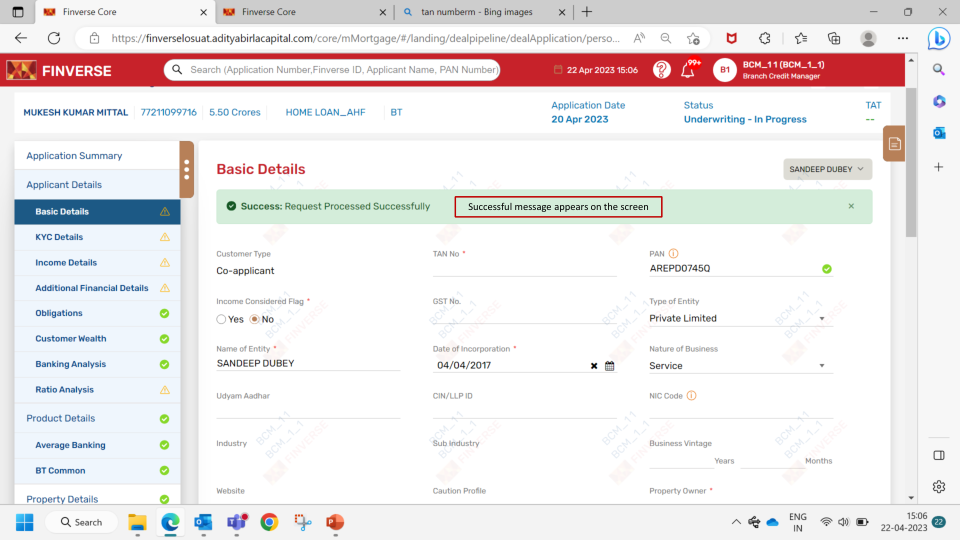 Finverse Core
Finverse Core
tan numberm - Bing images
https://finverselosuat.adityabirlacapital.com/core/mMortgage/#/landing/dealpipeline/dealApplication/perso...
FINVERSE
Search (Application Number,Finverse ID, Applicant Name, PAN Number)
22 Apr 2023 15:06
99+
B1
BCM_1 1 (BCM_1_1)
Branch Credit Manager
MUKESH KUMAR MITTAL
77211099716
5.50 Crores
HOME LOAN_AHF
BT
Application Date
20 Apr 2023
Status
Underwriting - In Progress
TAT
--
Application Summary
Applicant Details
Basic Details
KYC Details
Income Details
Additional Financial Details
Obligations
Customer Wealth
Banking Analysis
Ratio Analysis
Product Details
Average Banking
BT Common
Property Details
Basic Details
SANDEEP DUBEY
Success: Request Processed Successfully
Successful message appears on the screen
Customer Type
Co-applicant
TAN No *
PAN
AREPD0745Q
Income Considered Flag *
Yes No
GST No.
Type of Entity
Private Limited
Name of Entity *
SANDEEP DUBEY
Date of Incorporation *
04/04/2017
Nature of Business
Service
Udyam Aadhar
CIN/LLP ID
NIC Code
Industry
Sub Industry
Business Vintage
Years
Months
Website
Caution Profile
Property Owner *
BCM_1 1
BCM_1_1
FINVERSE
Search
ENG
IN
15:06
22-04-2023
22